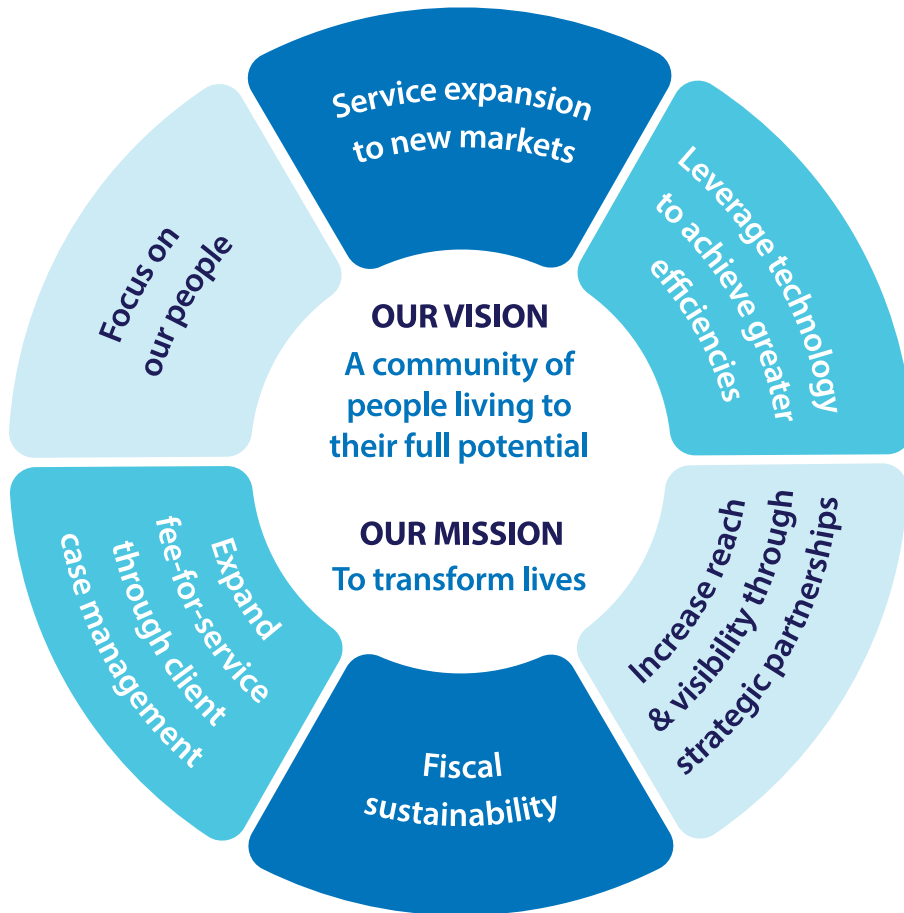 Service expansion
to new markets
Leverage technology
to achieve greater
efficiencies
Increase reach
& visibility through
strategic partnerships
Fiscal
sustainability
Expand
fee-for-service
through client
case management
Focus on
our people
OUR VISION
A community of
people living to
their full potential
OUR MISSION
To transform lives